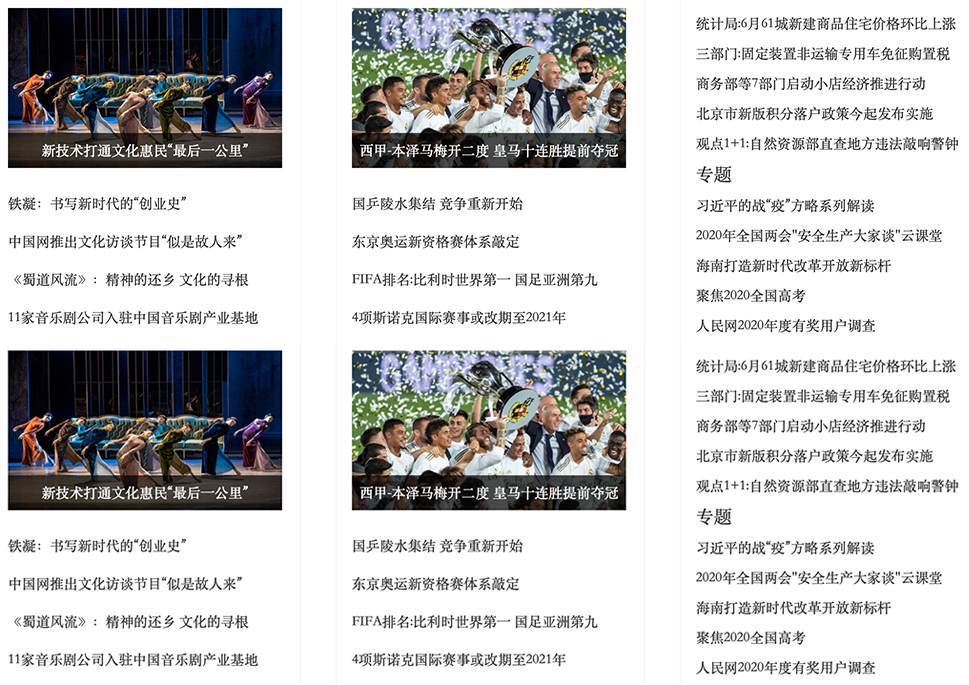 新技术打通文化惠民“最后一公里”
铁凝：书写新时代的“创业史”
中国网推出文化访谈节目“似是故人来”
《蜀道风流》：精神的还乡 文化的寻根
11家音乐剧公司入驻中国音乐剧产业基地
新技术打通文化惠民“最后一公里”
铁凝：书写新时代的“创业史”
中国网推出文化访谈节目“似是故人来”
《蜀道风流》：精神的还乡 文化的寻根
11家音乐剧公司入驻中国音乐剧产业基地
西甲-本泽马梅开二度 皇马十连胜提前夺冠
国乒陵水集结 竞争重新开始
东京奥运新资格赛体系敲定
FIFA排名:比利时世界第一 国足亚洲第九
4项斯诺克国际赛事或改期至2021年
西甲-本泽马梅开二度 皇马十连胜提前夺冠
国乒陵水集结 竞争重新开始
东京奥运新资格赛体系敲定
FIFA排名:比利时世界第一 国足亚洲第九
4项斯诺克国际赛事或改期至2021年
统计局:6月61城新建商品住宅价格环比上涨
三部门:固定装置非运输专用车免征购置税
商务部等7部门启动小店经济推进行动
北京市新版积分落户政策今起发布实施
观点1+1:自然资源部直查地方违法敲响警钟
专题
习近平的战“疫”方略系列解读
2020年全国两会"安全生产大家谈"云课堂
海南打造新时代改革开放新标杆
聚焦2020全国高考
人民网2020年度有奖用户调查
统计局:6月61城新建商品住宅价格环比上涨
三部门:固定装置非运输专用车免征购置税
商务部等7部门启动小店经济推进行动
北京市新版积分落户政策今起发布实施
观点1+1:自然资源部直查地方违法敲响警钟
专题
习近平的战“疫”方略系列解读
2020年全国两会"安全生产大家谈"云课堂
海南打造新时代改革开放新标杆
聚焦2020全国高考
人民网2020年度有奖用户调查